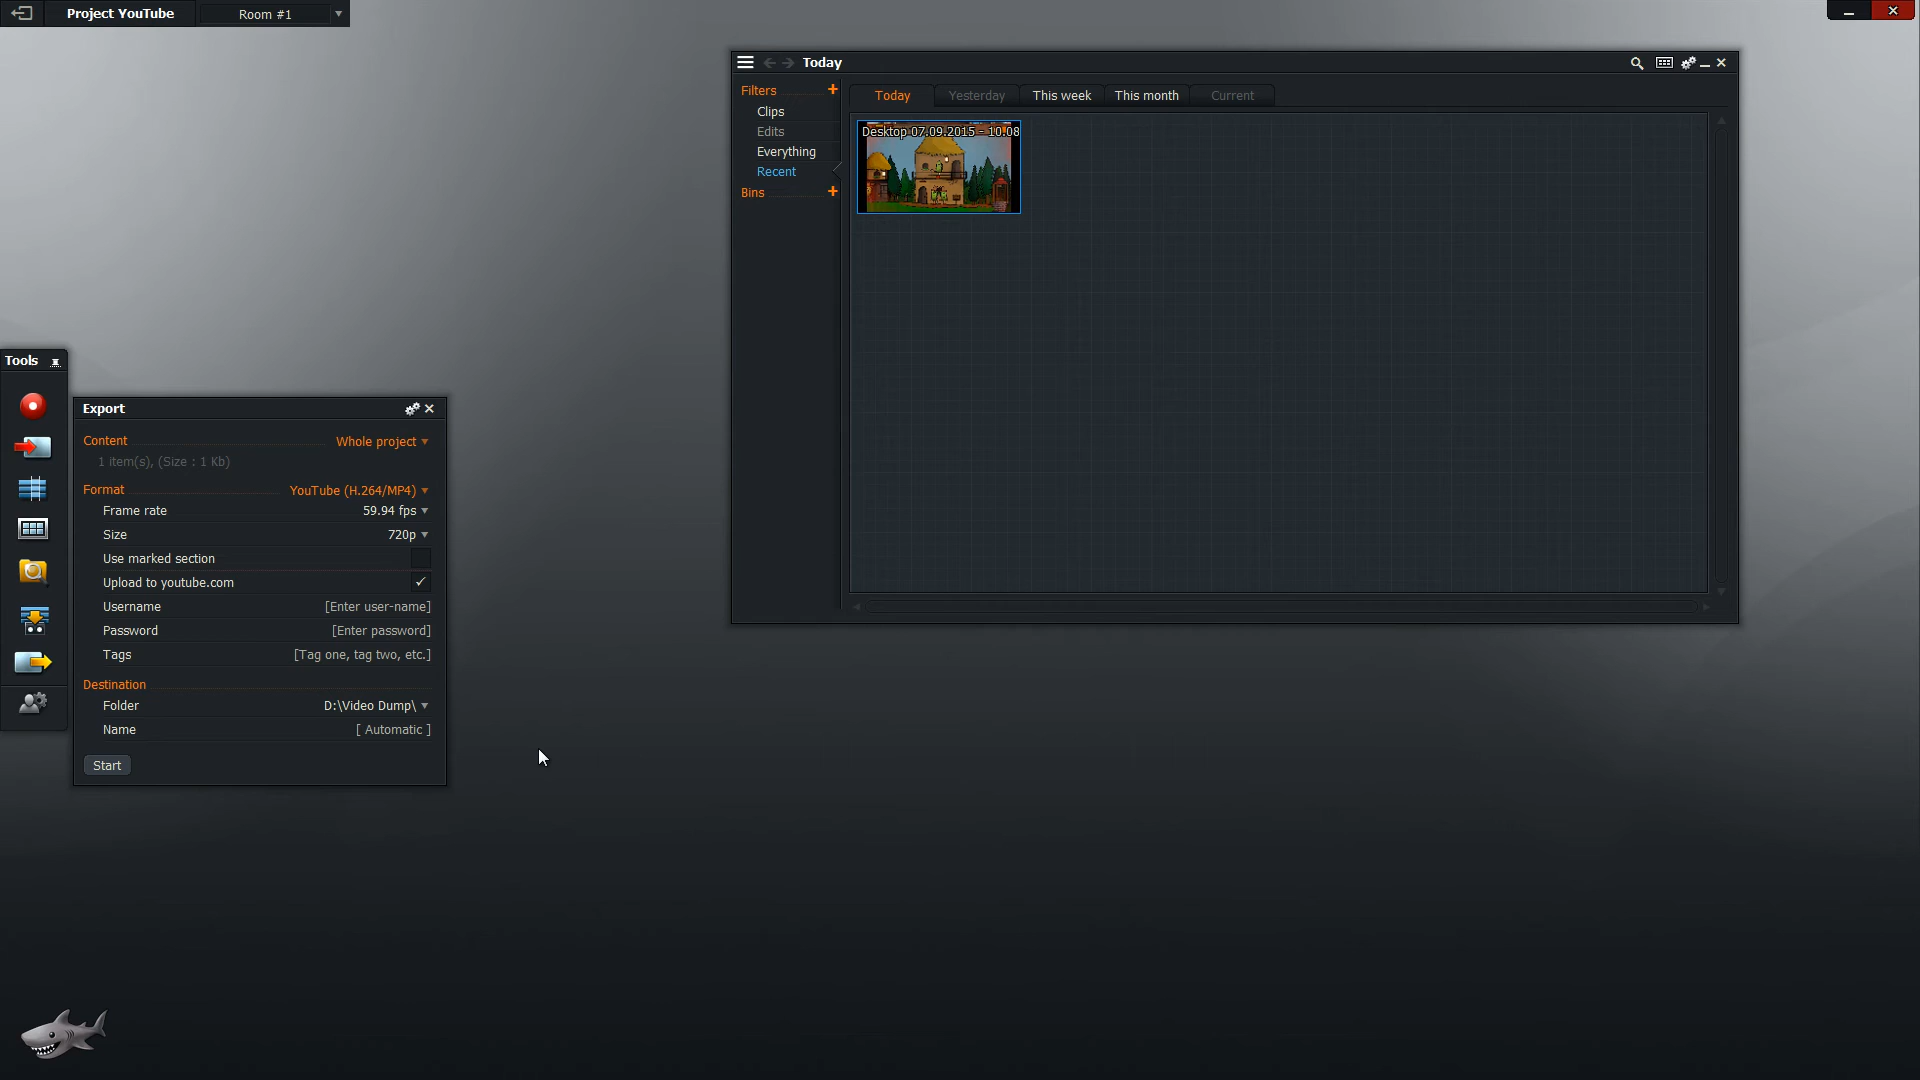 Project YouTube
Room #1
Today
Filters +
Clips
Edits
Everything
Recent
Bins +
Today
Yesterday
This week
This month
Current
Desktop 07.09.2015 - 10.08
Tools
Export
Content Whole project
1 item(s), (Size : 1 Kb)
Format YouTube (H.264/MP4)
Frame rate 59.94 fps
Size 720p
Use marked section
Upload to youtube.com ✓
Username [Enter user-name]
Password [Enter password]
Tags [Tag one, tag two, etc.]
Destination
Folder D:\Video Dump\
Name [ Automatic ]
Start